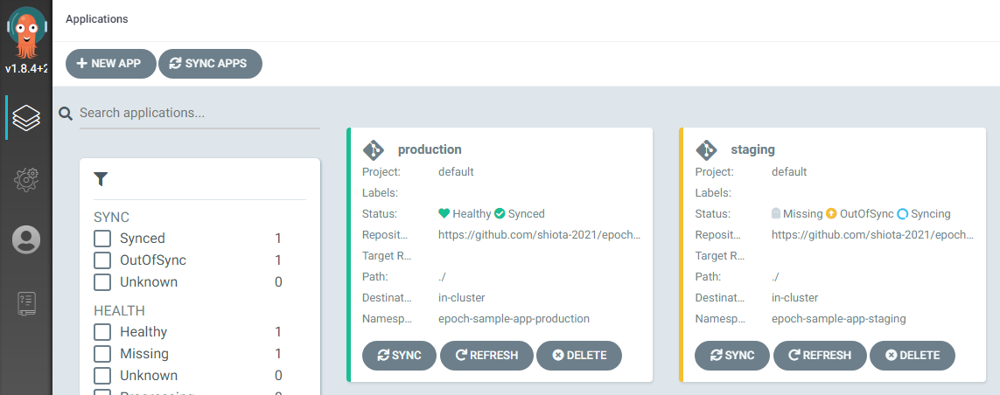 Applications
v1.8.4+2
NEW APP
SYNC APPS
Search applications...
SYNC
Synced 1
OutOfSync 1
Unknown 0
HEALTH
Healthy 1
Missing 1
Unknown 0
production
Project: default
Labels:
Status: Healthy Synced
Reposit... https://github.com/shiota-2021/epoch...
Target R...
Path: ./
Destinat... in-cluster
Namesp... epoch-sample-app-production
SYNC REFRESH DELETE
staging
Project: default
Labels:
Status: Missing OutOfSync Syncing
Reposit... https://github.com/shiota-2021/epoch...
Target R...
Path: ./
Destinat... in-cluster
Namesp... epoch-sample-app-staging
SYNC REFRESH DELETE